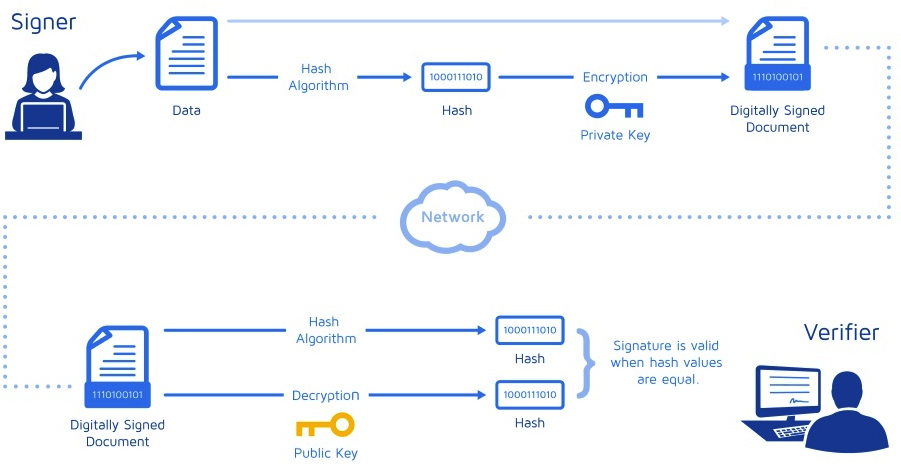 Signer
Data
Hash
Algorithm
1000111010
Hash
Encryption
Private Key
1110100101
Digitally Signed
Document
Network
1110100101
Digitally Signed
Document
Hash
Algorithm
1000111010
Hash
Decryption
Public Key
1000111010
Hash
Signature is valid
when hash values
are equal.
Verifier